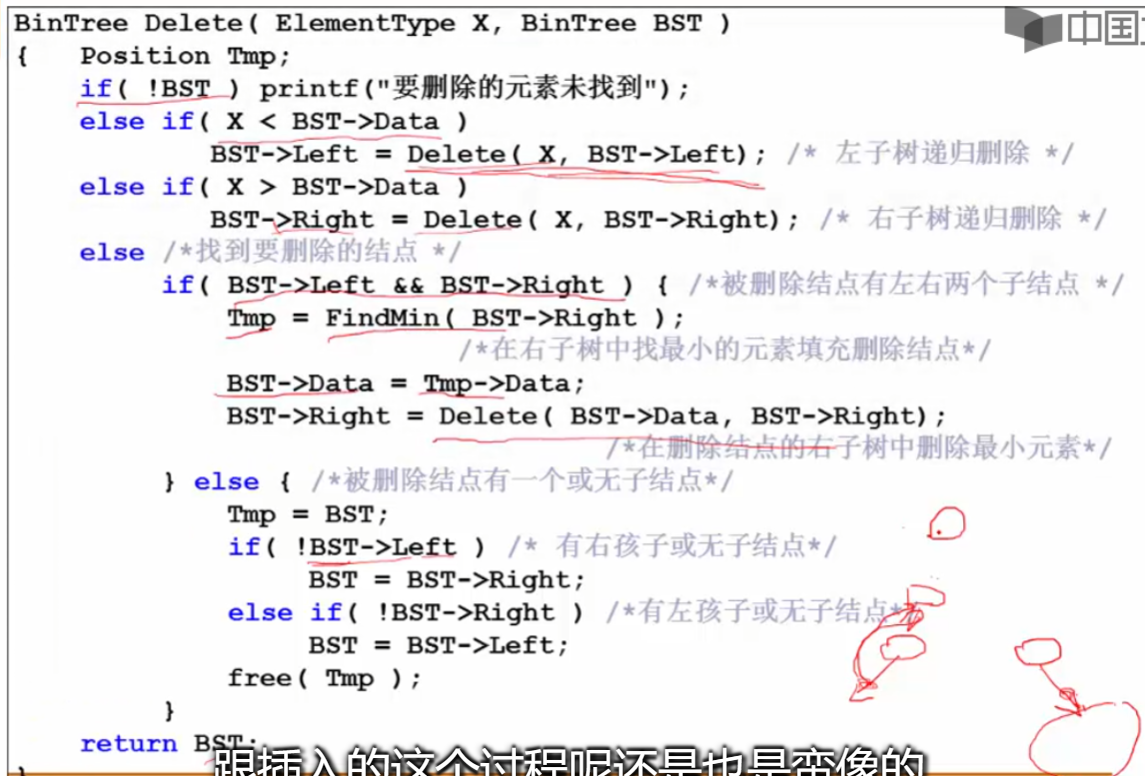 BinTree Delete( ElementType X, BinTree BST )
中国
{ Position Tmp;
if( !BST ) printf("要删除的元素未找到");
else if( X < BST->Data )
BST->Left = Delete( X, BST->Left); /* 左子树递归删除 */
else if( X > BST->Data )
BST->Right = Delete( X, BST->Right); /* 右子树递归删除 */
else /*找到要删除的结点 */
if( BST->Left && BST->Right ) { /*被删除结点有左右两个子结点 */
Tmp = FindMin( BST->Right );
/*在右子树中找最小的元素填充删除结点*/
BST->Data = Tmp->Data;
BST->Right = Delete( BST->Data, BST->Right);
/*在删除结点的右子树中删除最小元素*/
} else { /*被删除结点有一个或无子结点*/
Tmp = BST;
if( !BST->Left ) /* 有右孩子或无子结点*/
BST = BST->Right;
else if( !BST->Right ) /*有左孩子或无子结点*/
BST = BST->Left;
free( Tmp );
}
return BST;
跟插入的这个过程呢还是也是蛮像的
}